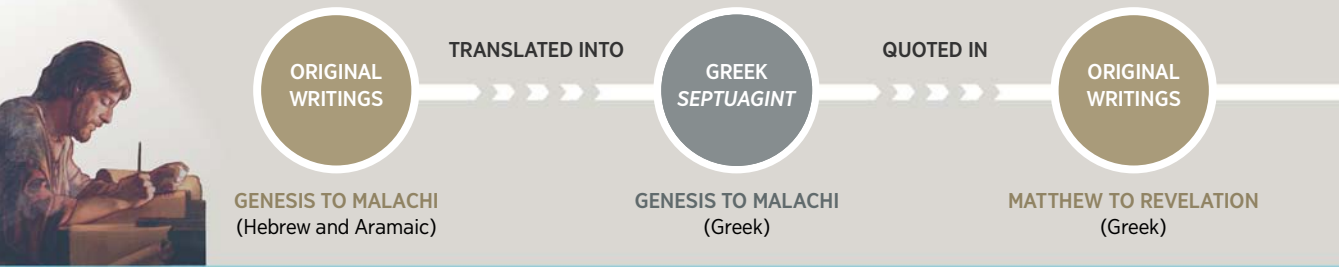 ORIGINAL
WRITINGS
GENESIS TO MALACHI
(Hebrew and Aramaic)
TRANSLATED INTO
GREEK
SEPTUAGINT
GENESIS TO MALACHI
(Greek)
QUOTED IN
ORIGINAL
WRITINGS
MATTHEW TO REVELATION
(Greek)